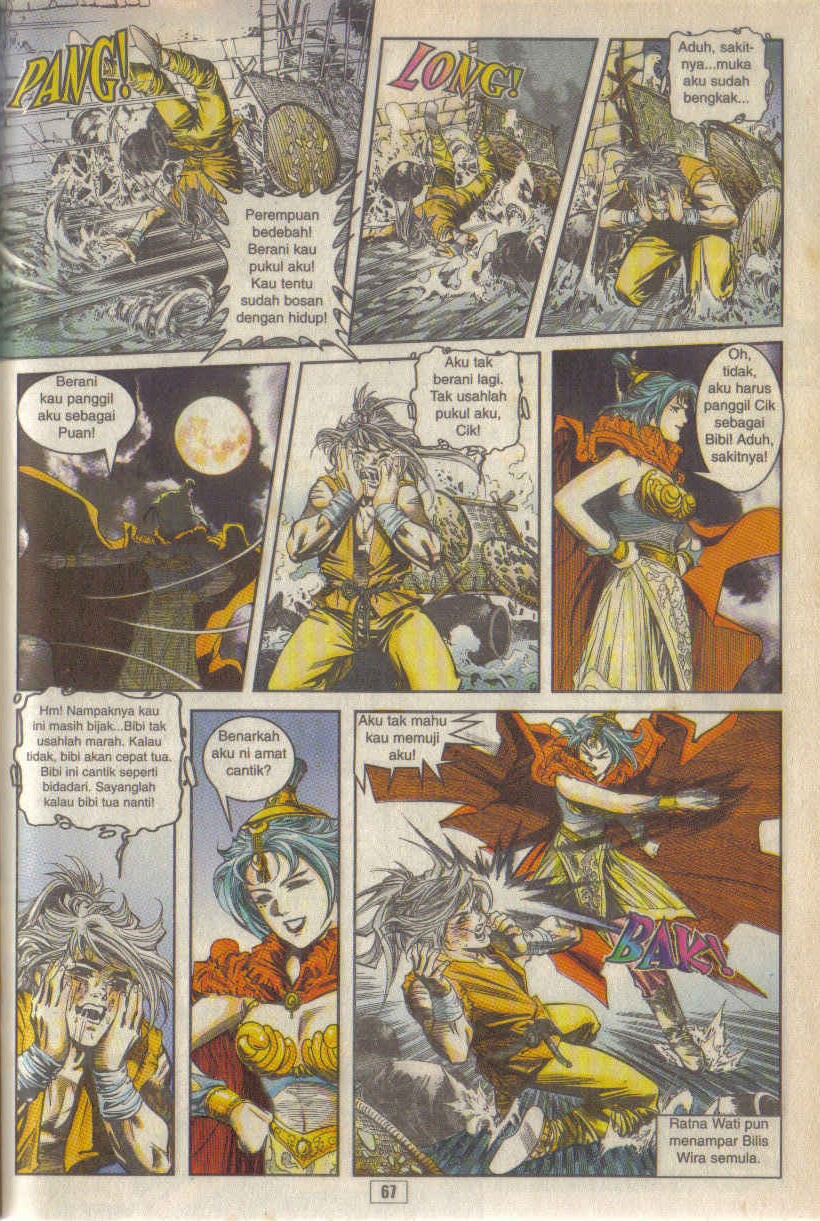 PANG!
Perempuan
bedebah!
Berani kau
pukul aku!
Kau tentu
sudah bosan
dengan hidup!
LONG!
Aduh, sakit-
nya...muka
aku sudah
bengkak...
Berani
kau panggil
aku sebagai
Puan!
Aku tak
berani lagi.
Tak usahlah
pukul aku,
Cik!
Oh,
tidak,
aku harus
panggil Cik
sebagai
Bibi! Aduh,
sakitnya!
Hm! Nampaknya kau
ini masih bijak...Bibi tak
usahlah marah. Kalau
tidak, bibi akan cepat tua.
Bibi ini cantik seperti
bidadari. Sayanglah
kalau bibi tua nanti!
Benarkah
aku ni amat
cantik?
Aku tak mahu
kau memuji
aku!
BAK!
Ratna Wati pun
menampar Bilis
Wira semula.
67